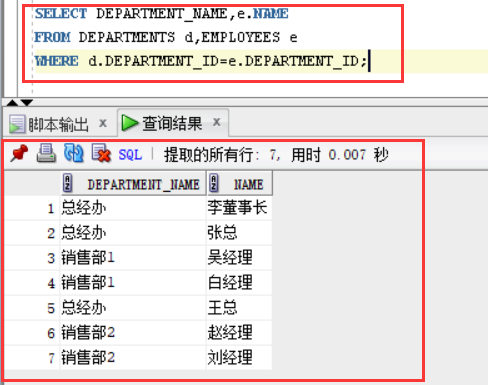 SELECT DEPARTMENT_NAME,e.NAME
FROM DEPARTMENTS d,EMPLOYEES e
WHERE d.DEPARTMENT_ID=e.DEPARTMENT_ID;
脚本输出 × 查询结果 ×
SQL | 提取的所有行: 7, 用时 0.007 秒
DEPARTMENT_NAME NAME
1 总经办 李董事长
2 总经办 张总
3 销售部1 吴经理
4 销售部1 白经理
5 总经办 王总
6 销售部2 赵经理
7 销售部2 刘经理